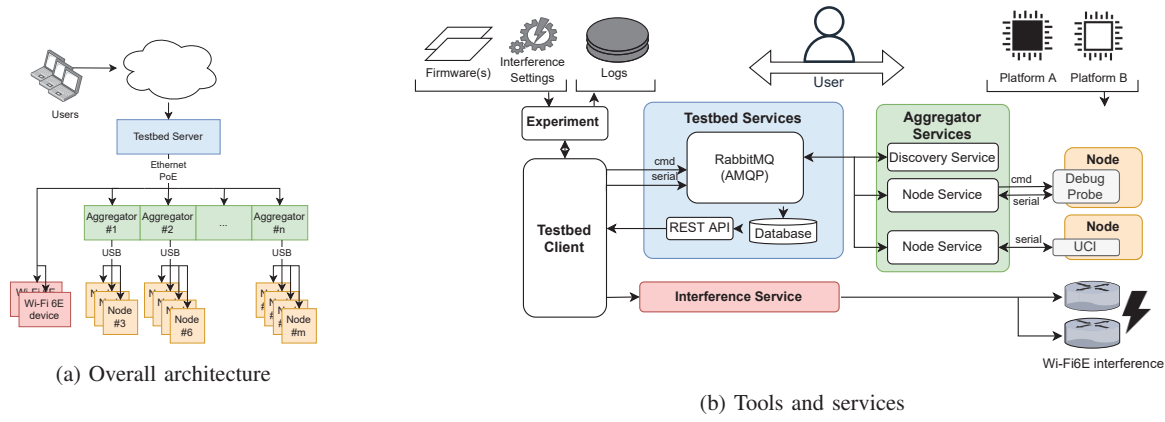 Users
Testbed Server
Ethernet
PoE
Aggregator
#1
Aggregator
#2
...
Aggregator
#n
USB
USB
USB
Wi-Fi 6E
device
Node
#3
Node
#6
Node
#m
(a) Overall architecture
Firmware(s)
Interference
Settings
Logs
User
Platform A
Platform B
Experiment
Testbed
Client
Testbed Services
cmd
serial
RabbitMQ
(AMQP)
REST API
Database
Aggregator
Services
Discovery Service
Node Service
Node Service
cmd
serial
serial
Node
Debug
Probe
Node
UCI
Interference Service
Wi-Fi6E interference
(b) Tools and services